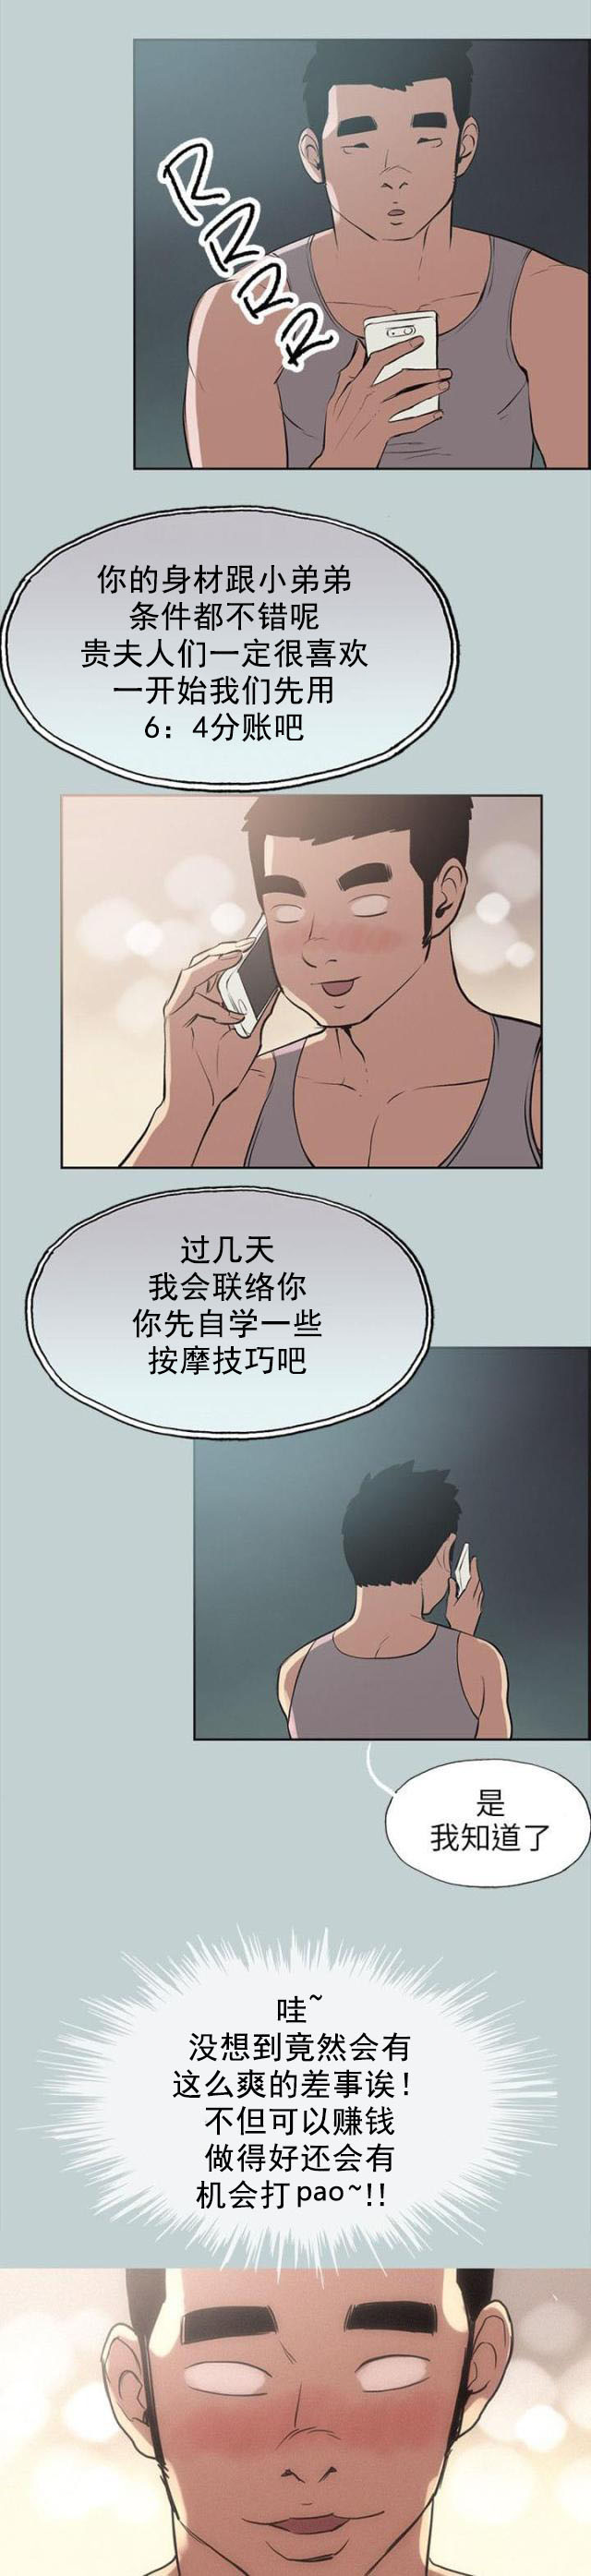 RRRR
你的身材跟小弟弟
条件都不错呢
贵夫人们一定很喜欢
一开始我们先用
6：4分账吧
过几天
我会联络你
你先自学一些
按摩技巧吧
是
我知道了
哇~
没想到竟然会有
这么爽的差事诶!
不但可以赚钱
做得好还会有
机会打pao~!!